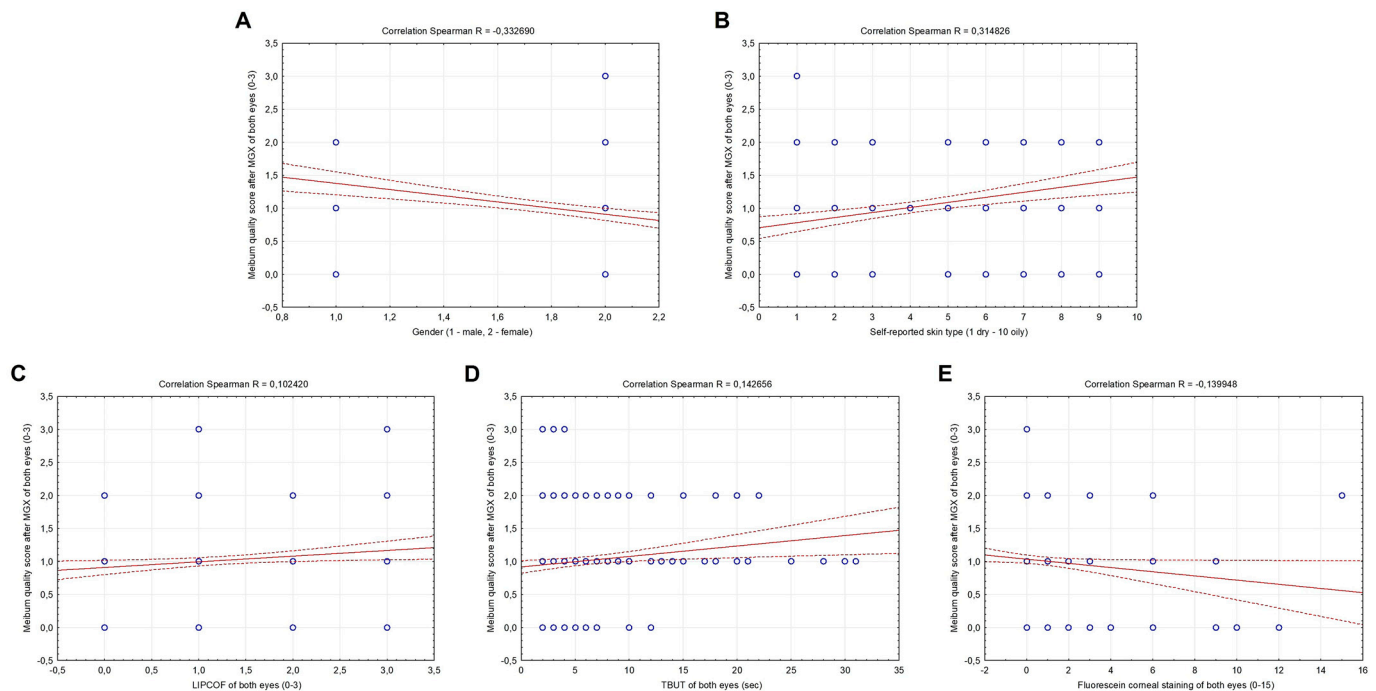 A
Correlation Spearman R = -0,332690
Meibum quality score after MGX of both eyes (0-3)
3,5
3,0
2,5
2,0
1,5
1,0
0,5
0,0
-0,5
0,8 1,0 1,2 1,4 1,6 1,8 2,0 2,2
Gender (1 - male, 2 - female)
B
Correlation Spearman R = 0,314826
Meibum quality score after MGX of both eyes (0-3)
3,5
3,0
2,5
2,0
1,5
1,0
0,5
0,0
-0,5
0 1 2 3 4 5 6 7 8 9 10
Self-reported skin type (1 dry - 10 oily)
C
Correlation Spearman R = 0,102420
Meibum quality score after MGX of both eyes (0-3)
3,5
3,0
2,5
2,0
1,5
1,0
0,5
0,0
-0,5
-0,5 0,0 0,5 1,0 1,5 2,0 2,5 3,0 3,5
LIPCOF of both eyes (0-3)
D
Correlation Spearman R = 0,142656
Meibum quality score after MGX of both eyes (0-3)
3,5
3,0
2,5
2,0
1,5
1,0
0,5
0,0
-0,5
0 5 10 15 20 25 30 35
TBUT of both eyes (sec)
E
Correlation Spearman R = -0,139948
Meibum quality score after MGX of both eyes (0-3)
3,5
3,0
2,5
2,0
1,5
1,0
0,5
0,0
-0,5
-2 0 2 4 6 8 10 12 14 16
Fluorescein corneal staining of both eyes (0-15)